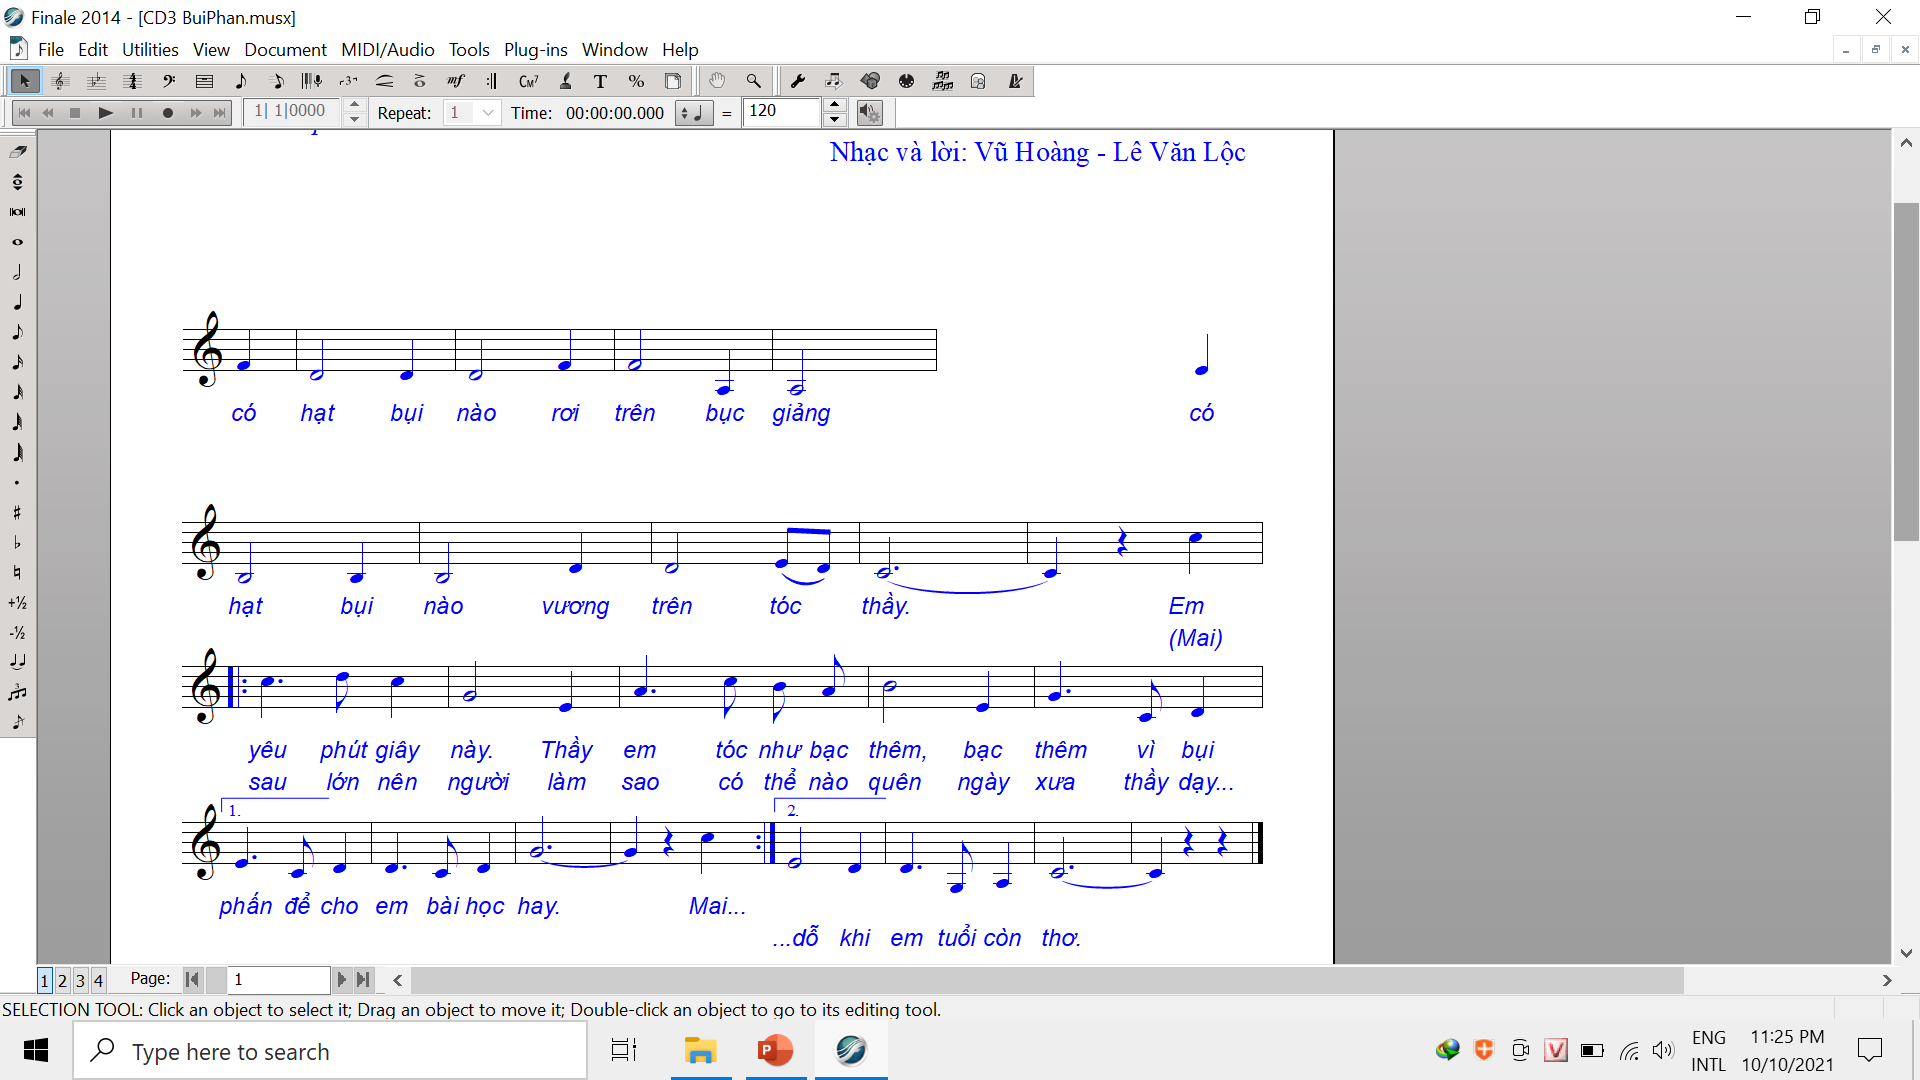 Finale 2014 - [CD3 BuiPhan.musx]
File Edit Utilities View Document MIDI/Audio Tools Plug-ins Window Help
1| 1|0000 Repeat: 1 Time: 00:00:00.000 = 120
Nhạc và lời: Vũ Hoàng - Lê Văn Lộc
có hạt bụi nào rơi trên bục giảng có
hạt bụi nào vương trên tóc thầy. Em
(Mai)
yêu phút giây này. Thầy em tóc như bạc thêm, bạc thêm vì bụi
sau lớn nên người làm sao có thể nào quên ngày xưa thầy dạy...
1. 2.
phấn để cho em bài học hay. Mai...
...dỗ khi em tuổi còn thơ.
1 2 3 4 Page: 1
SELECTION TOOL: Click an object to select it; Drag an object to move it; Double-click an object to go to its editing tool.
Type here to search
ENG 11:25 PM
INTL 10/10/2021